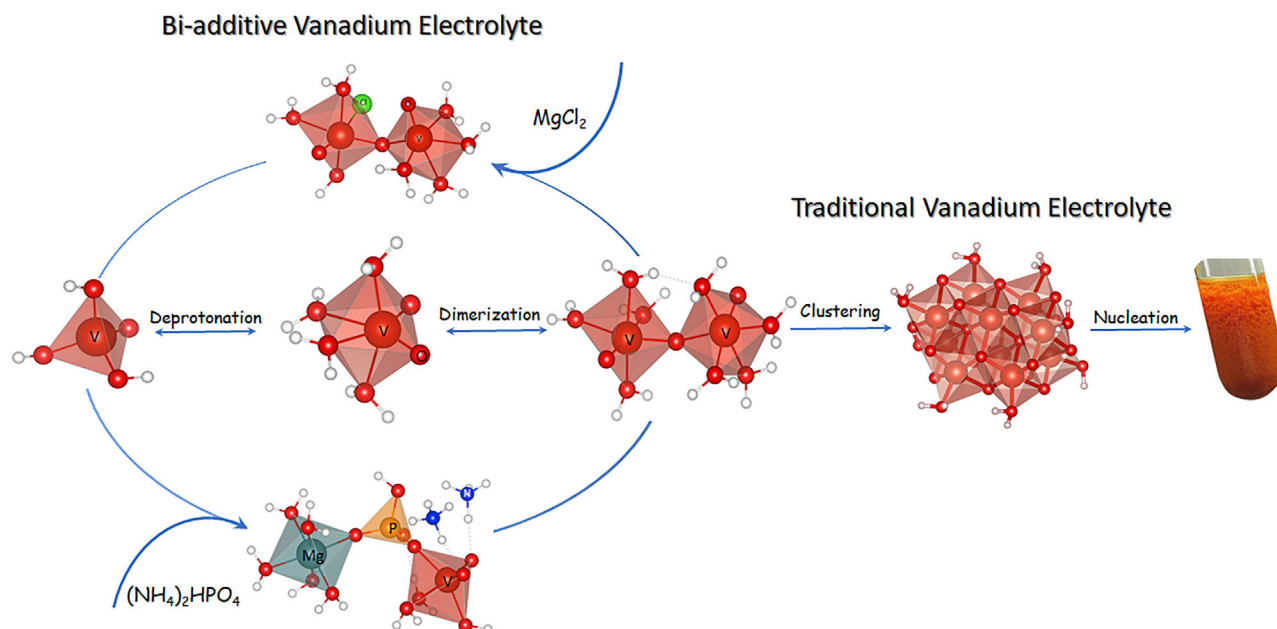 Bi-additive Vanadium Electrolyte
Cl
V
MgCl₂
Traditional Vanadium Electrolyte
V
Deprotonation
V
Dimerization
V
V
Clustering
Nucleation
Mg
P
N
V
(NH₄)₂HPO₄